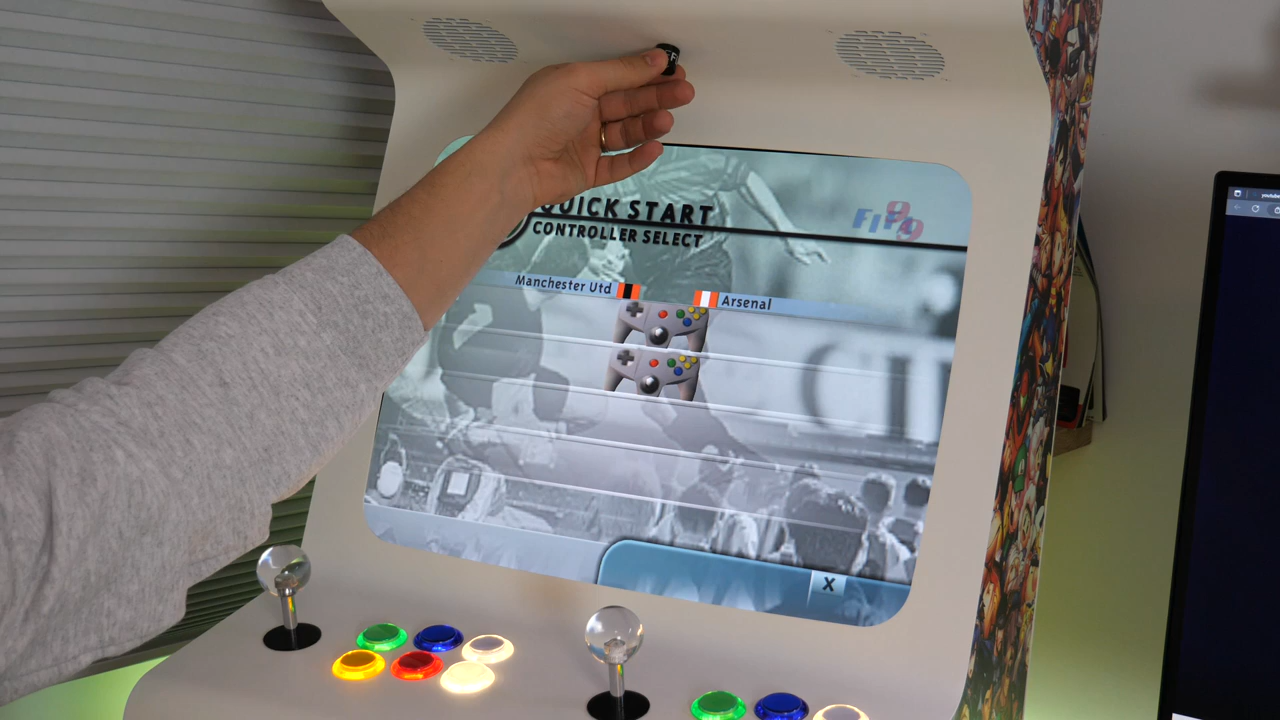 QUICK START
FIFA 99
CONTROLLER SELECT
Manchester Utd
Arsenal
X